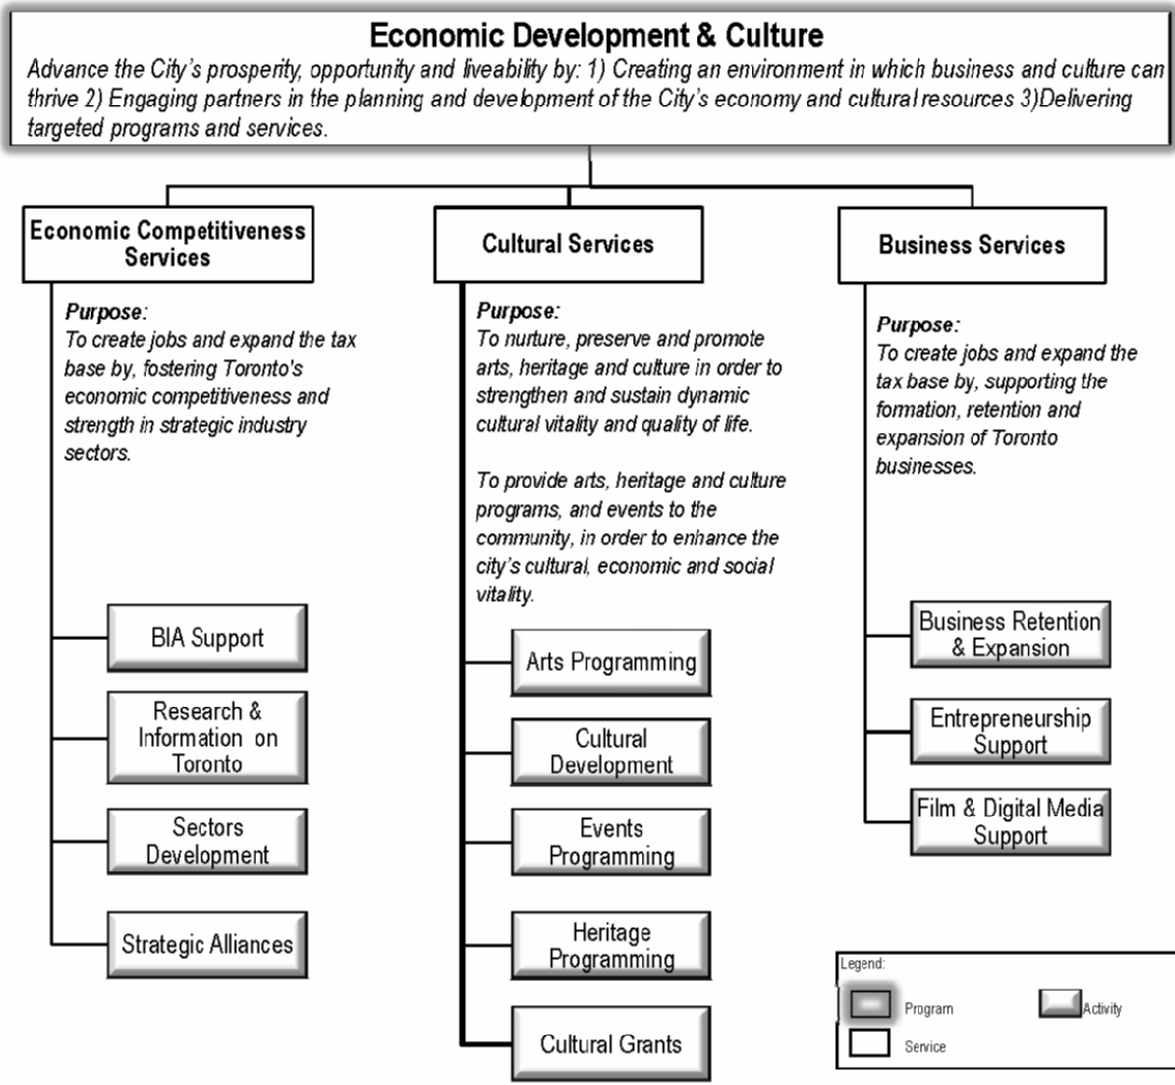 Economic Development & Culture
Advance the City's prosperity, opportunity and liveability by: 1) Creating an environment in which business and culture can
thrive 2) Engaging partners in the planning and development of the City's economy and cultural resources 3)Delivering
targeted programs and services.
Economic Competitiveness
Services
Purpose:
To create jobs and expand the tax
base by, fostering Toronto's
economic competitiveness and
strength in strategic industry
sectors.
BIA Support
Research &
Information on
Toronto
Sectors
Development
Strategic Alliances
Cultural Services
Purpose:
To nurture, preserve and promote
arts, heritage and culture in order to
strengthen and sustain dynamic
cultural vitality and quality of life.
To provide arts, heritage and culture
programs, and events to the
community, in order to enhance the
city's cultural, economic and social
vitality.
Arts Programming
Cultural
Development
Events
Programming
Heritage
Programming
Cultural Grants
Business Services
Purpose:
To create jobs and expand the
tax base by, supporting the
formation, retention and
expansion of Toronto
businesses.
Business Retention
& Expansion
Entrepreneurship
Support
Film & Digital Media
Support
Legend:
Program
Activity
Service